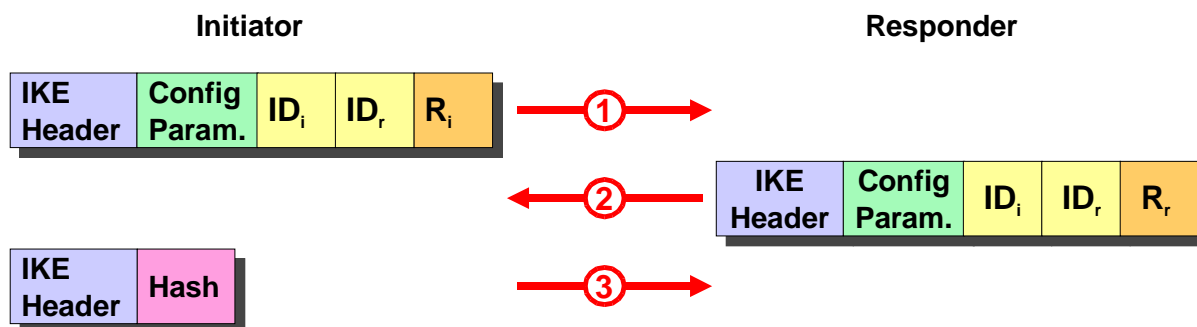 Initiator
Responder
IKE
Header
Config
Param.
IDi
IDr
Ri
1
2
IKE
Header
Config
Param.
IDi
IDr
Rr
IKE
Header
Hash
3